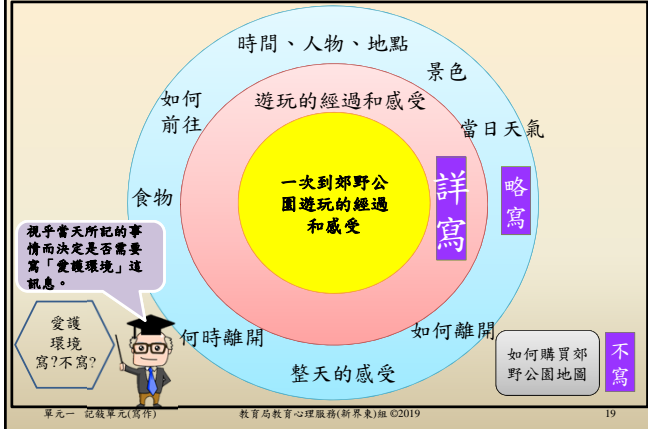 時間、人物、地點
景色
如何
前往
遊玩的經過和感受
當日天氣
一次到郊野公
園遊玩的經過
和感受
詳寫
略寫
食物
視乎當天所記的事
情而決定是否需要
寫「愛護環境」這
訊息。
愛護
環境
寫?不寫?
何時離開
如何離開
整天的感受
如何購買郊
野公園地圖
不寫
單元一 記敍單元(寫作)
教育局教育心理服務(新界東)組 ©2019
19